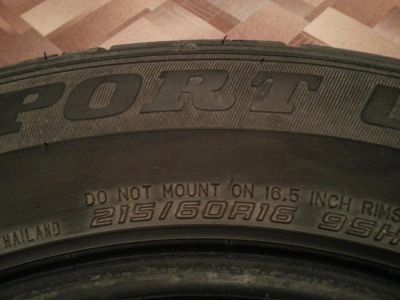 PORT U
DO NOT MOUNT ON 16.5 INCH RIMS
215/60R16 95H
HAILAND